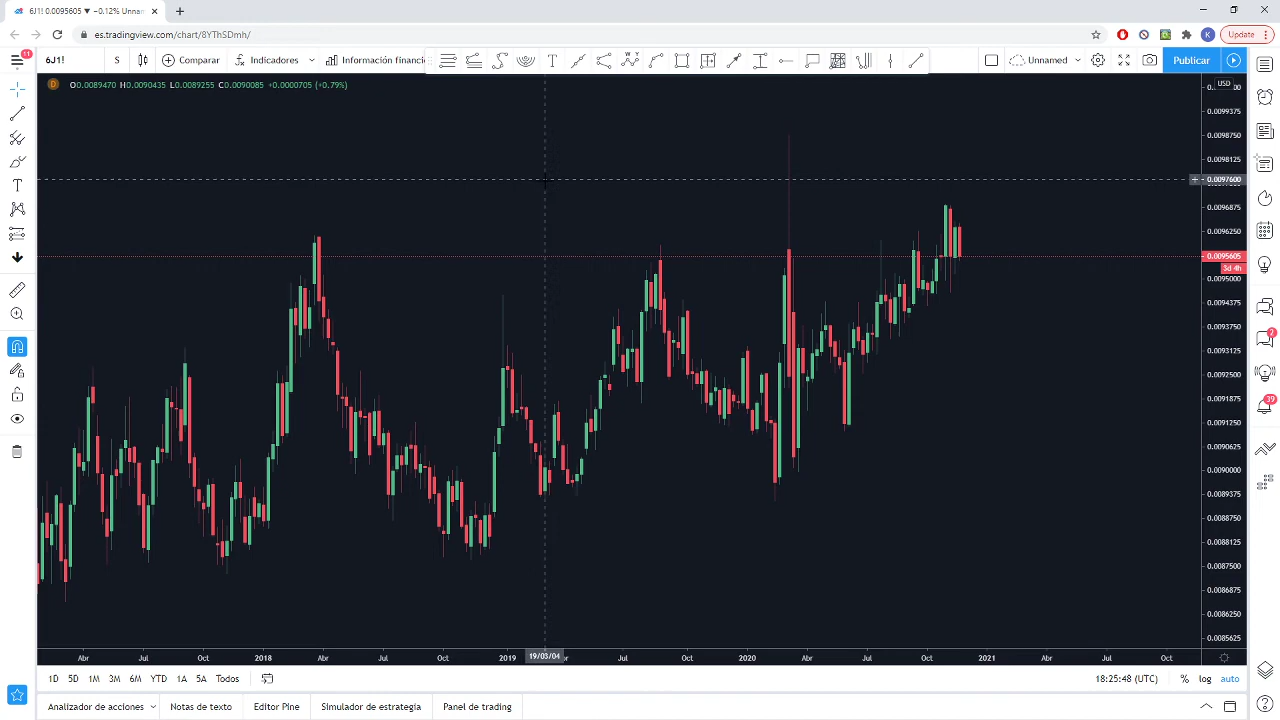 6J1! 0.0095605 ▼ −0.12% Unnam
es.tradingview.com/chart/8YThSDmh/
K
Update
11
6J1!
S
Comparar
Indicadores
Información financi
T
W Y
Unnamed
Publicar
D
O0.0089470 H0.0090435 L0.0089255 C0.0090085 +0.0000705 (+0.79%)
USD
0.0099375
0.0098750
0.0098125
0.0097600
0.0096875
0.0096250
0.0095605
3d 4h
0.0095000
0.0094375
0.0093750
0.0093125
0.0092500
0.0091875
0.0091250
0.0090625
0.0090000
0.0089375
0.0088750
0.0088125
0.0087500
0.0086875
0.0086250
0.0085625
2
39
Abr Jul Oct 2018 Abr Jul Oct 2019 19/03/04 Jul Oct 2020 Abr Jul Oct 2021 Abr Jul Oct
1D 5D 1M 3M 6M YTD 1A 5A Todos
18:25:48 (UTC) % log auto
Analizador de acciones Notas de texto Editor Pine Simulador de estrategia Panel de trading